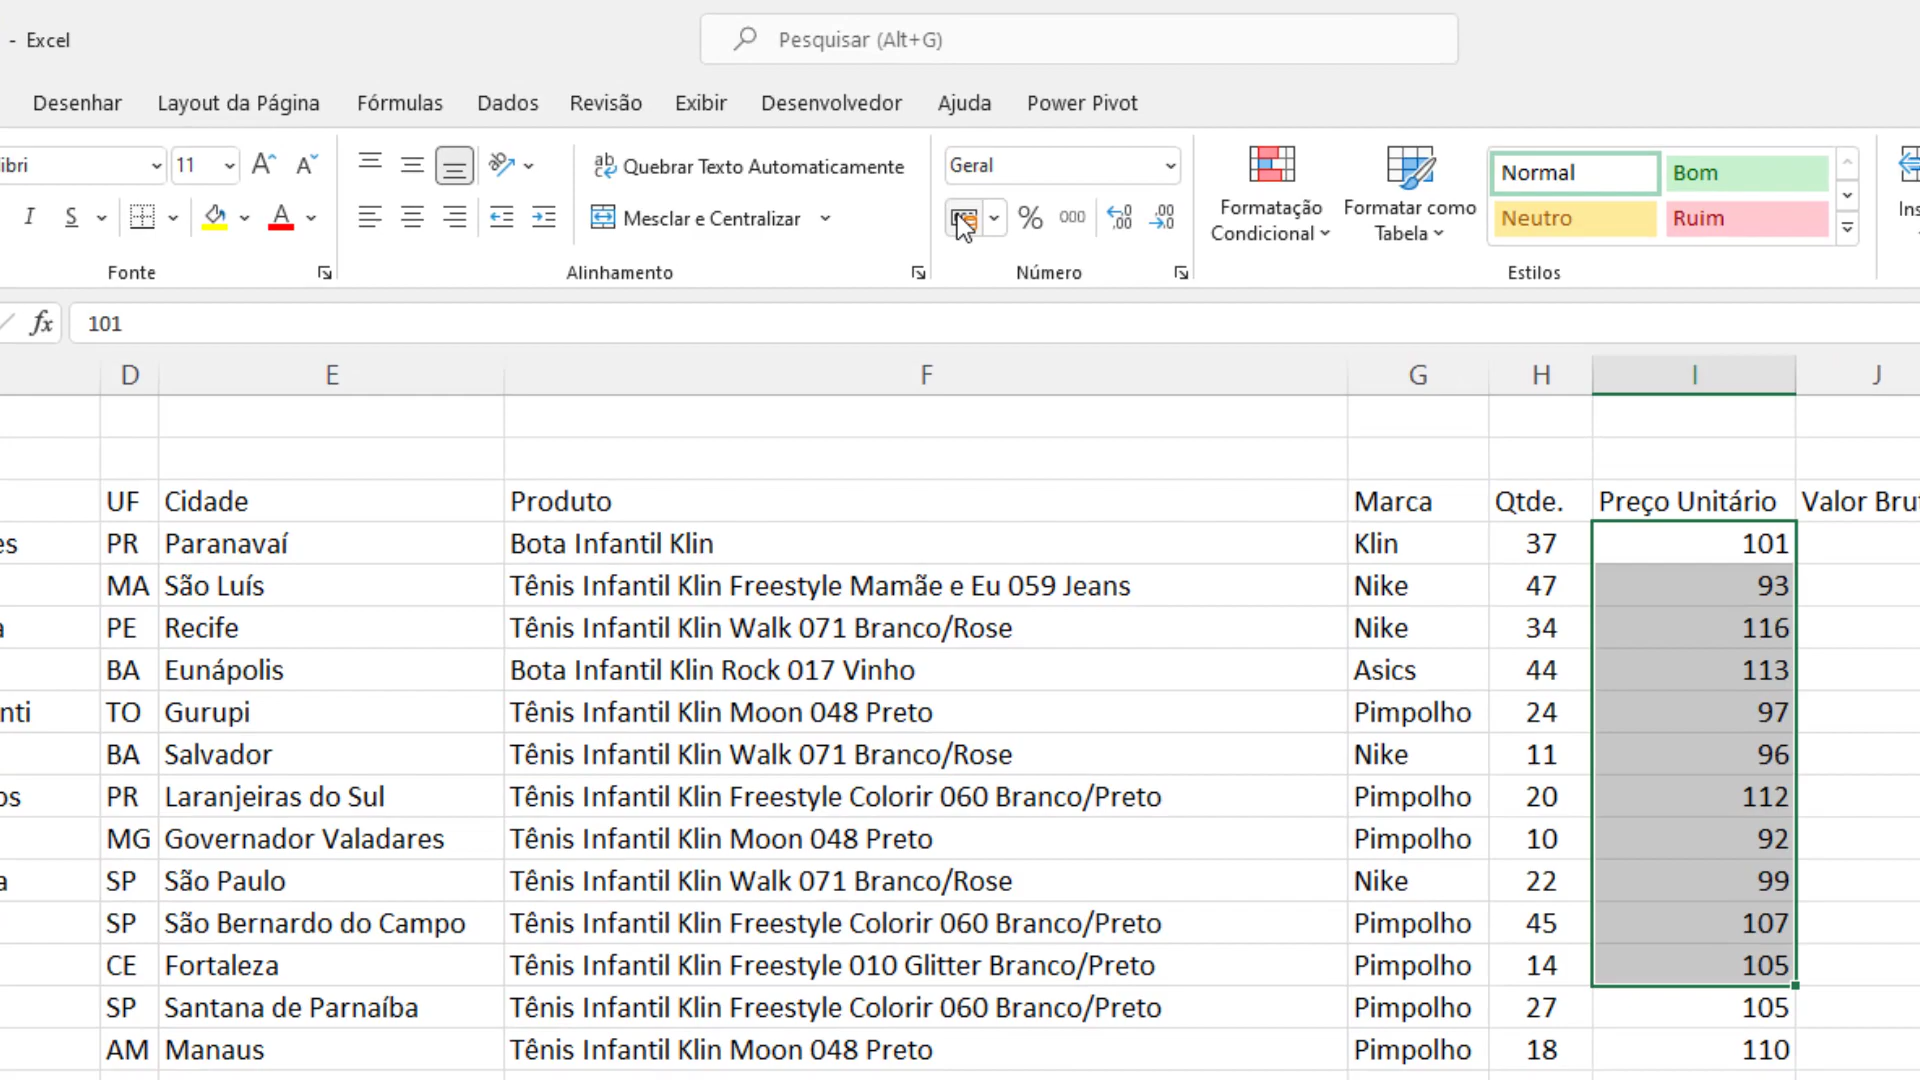 - Excel
Pesquisar (Alt+G)
Desenhar Layout da Página Fórmulas Dados Revisão Exibir Desenvolvedor Ajuda Power Pivot
ibri 11 Quebrar Texto Automaticamente Geral
I S A Mesclar e Centralizar % 000
Formatação Condicional
Formatar como Tabela
Normal Bom
Neutro Ruim
Ins
Fonte Alinhamento Número Estilos
fx 101
D E F G H I J
UF Cidade Produto Marca Qtde. Preço Unitário Valor Bru
es PR Paranavaí Bota Infantil Klin Klin 37 101
MA São Luís Tênis Infantil Klin Freestyle Mamãe e Eu 059 Jeans Nike 47 93
a PE Recife Tênis Infantil Klin Walk 071 Branco/Rose Nike 34 116
BA Eunápolis Bota Infantil Klin Rock 017 Vinho Asics 44 113
nti TO Gurupi Tênis Infantil Klin Moon 048 Preto Pimpolho 24 97
BA Salvador Tênis Infantil Klin Walk 071 Branco/Rose Nike 11 96
os PR Laranjeiras do Sul Tênis Infantil Klin Freestyle Colorir 060 Branco/Preto Pimpolho 20 112
MG Governador Valadares Tênis Infantil Klin Moon 048 Preto Pimpolho 10 92
a SP São Paulo Tênis Infantil Klin Walk 071 Branco/Rose Nike 22 99
SP São Bernardo do Campo Tênis Infantil Klin Freestyle Colorir 060 Branco/Preto Pimpolho 45 107
CE Fortaleza Tênis Infantil Klin Freestyle 010 Glitter Branco/Preto Pimpolho 14 105
SP Santana de Parnaíba Tênis Infantil Klin Freestyle Colorir 060 Branco/Preto Pimpolho 27 105
AM Manaus Tênis Infantil Klin Moon 048 Preto Pimpolho 18 110